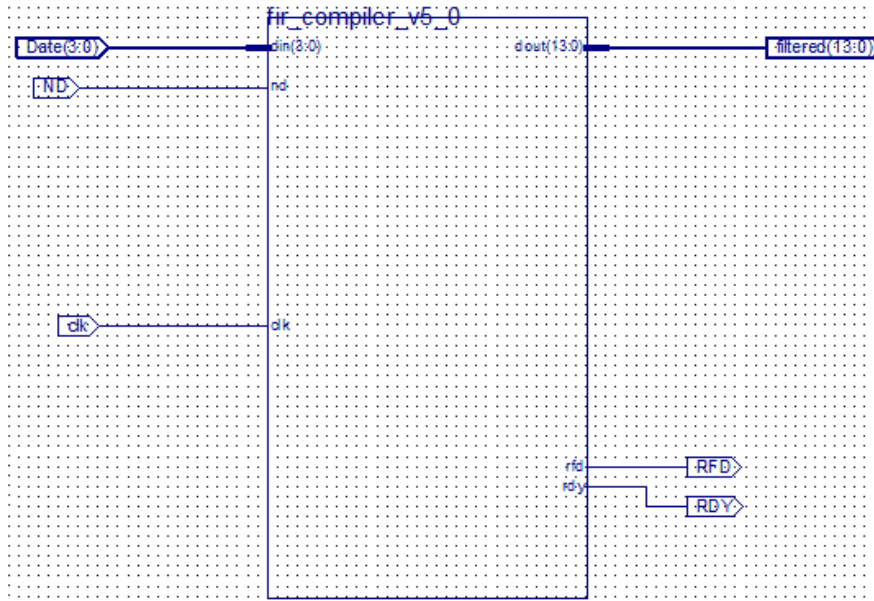 fir_compiler_v5_0
Date(3:0)
din(3:0)
dout(13:0)
filtered(13:0)
ND
nd
clk
clk
rfd
RFD
rdy
RDY